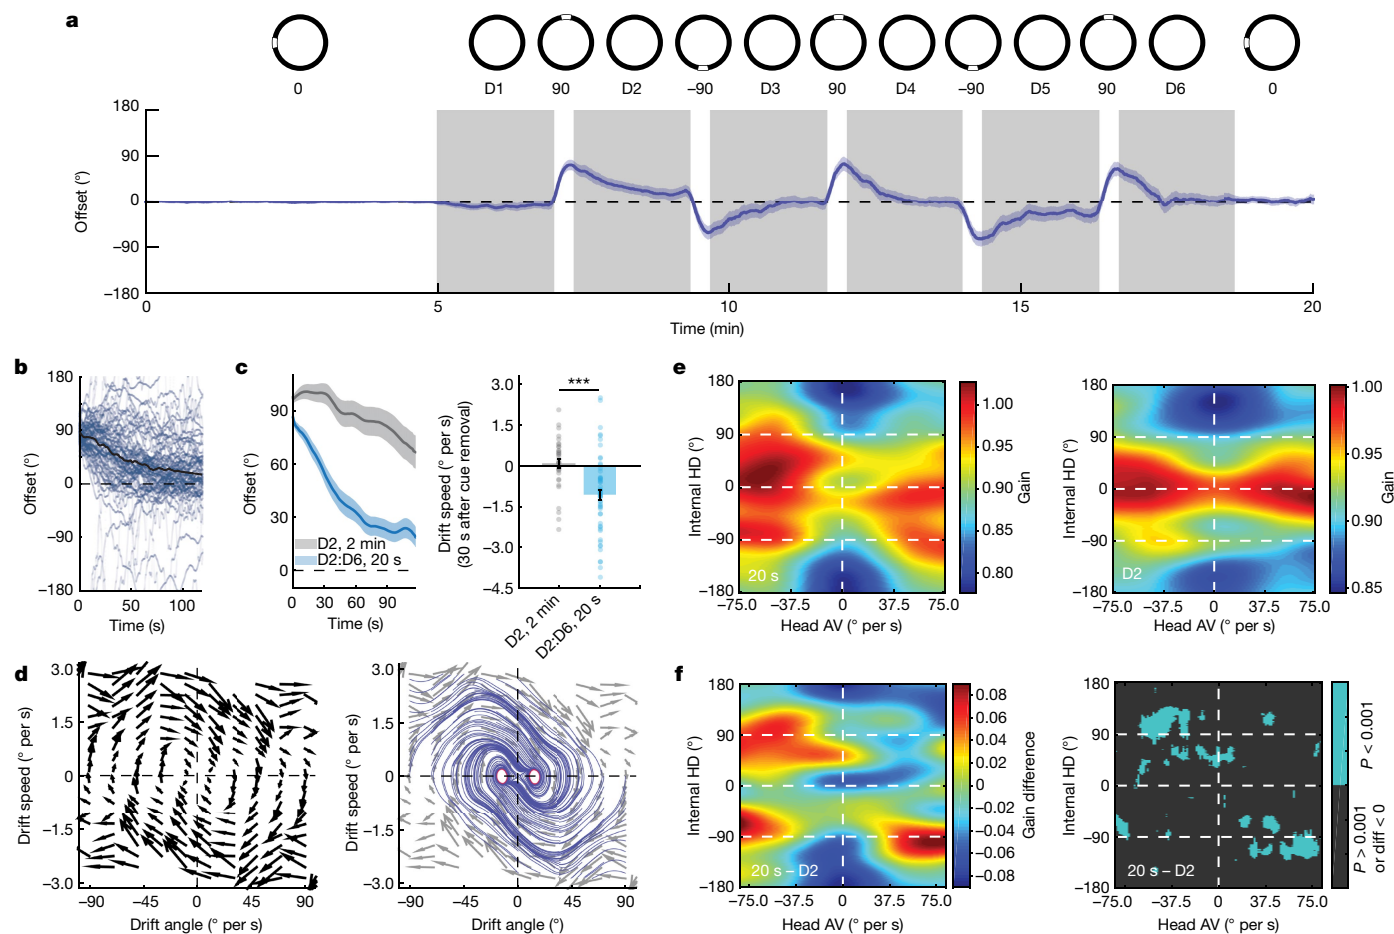 a
0 D1 90 D2 −90 D3 90 D4 −90 D5 90 D6 0
180
90
0
−90
−180
Offset (°)
0 5 10 15 20
Time (min)
b
180
90
0
−90
−180
Offset (°)
0 50 100
Time (s)
c
90
60
30
0
Offset (°)
D2, 2 min
D2:D6, 20 s
0 30 60 90
Time (s)
***
3.0
1.5
0
−1.5
−3.0
−4.5
Drift speed (° per s)
(30 s after cue removal)
D2, 2 min
D2:D6, 20 s
d
3.0
1.5
0
−1.5
−3.0
Drift speed (° per s)
−90 −45 0 45 90
Drift angle (° per s)
3.0
1.5
0
−1.5
−3.0
Drift speed (° per s)
−90 −45 0 45 90
Drift angle (°)
e
180
90
0
−90
−180
Internal HD (°)
20 s
−75.0 −37.5 0 37.5 75.0
Head AV (° per s)
1.00
0.95
0.90
0.85
0.80
Gain
180
90
0
−90
−180
Internal HD (°)
D2
−75.0 −37.5 0 37.5 75.0
Head AV (° per s)
1.00
0.95
0.90
0.85
Gain
f
180
90
0
−90
−180
Internal HD (°)
20 s – D2
−75.0 −37.5 0 37.5 75.0
Head AV (° per s)
0.08
0.06
0.04
0.02
0
−0.02
−0.04
−0.06
−0.08
Gain difference
180
90
0
−90
−180
Internal HD (°)
20 s – D2
−75.0 −37.5 0 37.5 75.0
Head AV (° per s)
P < 0.001
P > 0.001
or diff < 0